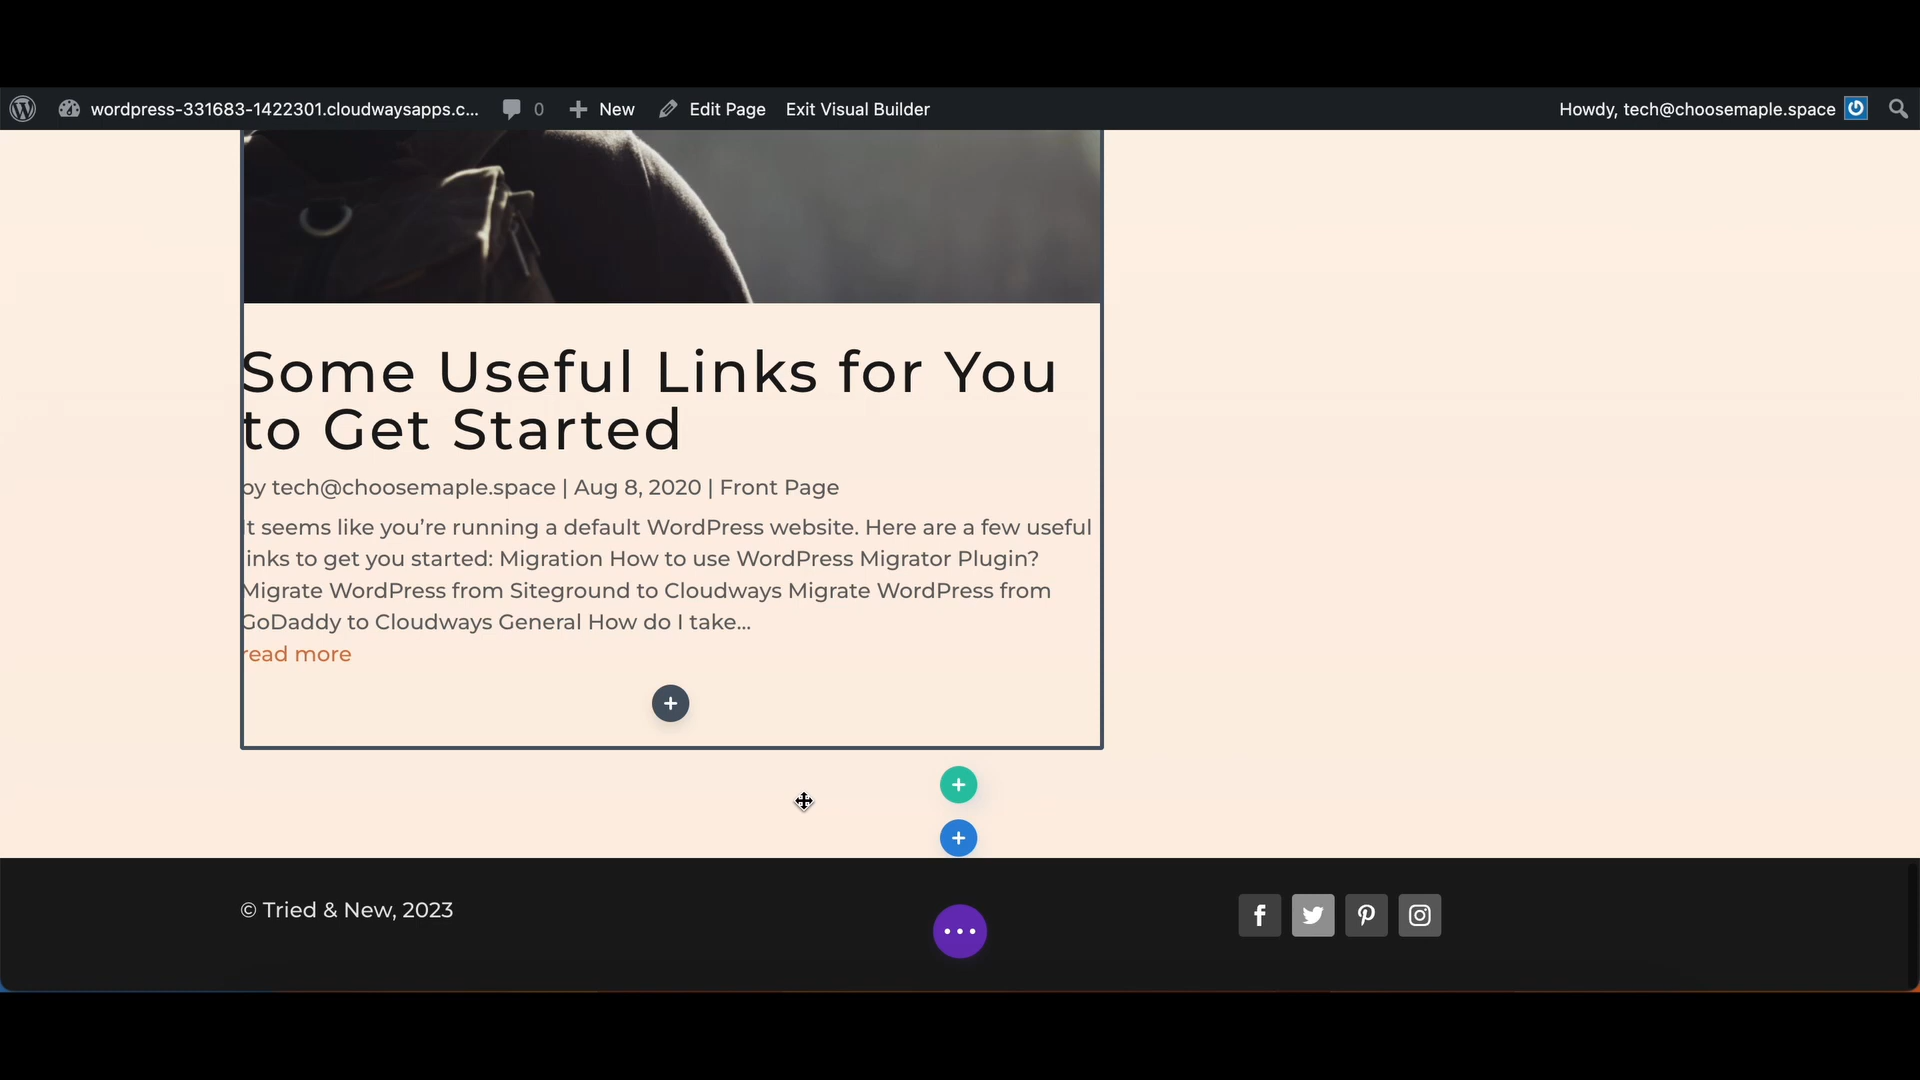 wordpress-331683-1422301.cloudwaysapps.c... 0 New Edit Page Exit Visual Builder Howdy, tech@choosemaple.space
Some Useful Links for You
to Get Started
by tech@choosemaple.space | Aug 8, 2020 | Front Page
It seems like you’re running a default WordPress website. Here are a few useful
links to get you started: Migration How to use WordPress Migrator Plugin?
Migrate WordPress from Siteground to Cloudways Migrate WordPress from
GoDaddy to Cloudways General How do I take...
read more
© Tried & New, 2023